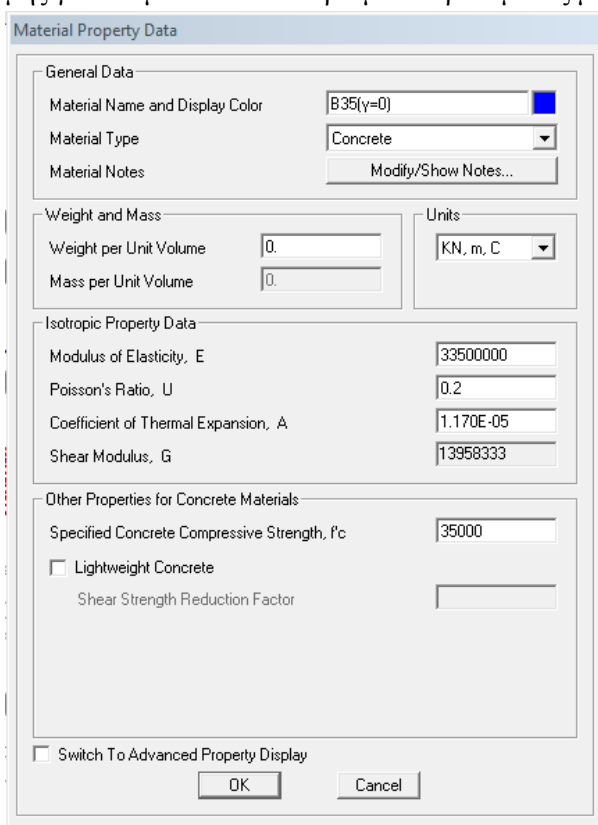 Material Property Data
General Data
Material Name and Display Color B35(γ=0)
Material Type Concrete
Material Notes Modify/Show Notes...
Weight and Mass Units
Weight per Unit Volume 0. KN, m, C
Mass per Unit Volume 0.
Isotropic Property Data
Modulus of Elasticity, E 33500000
Poisson's Ratio, U 0.2
Coefficient of Thermal Expansion, A 1.170E-05
Shear Modulus, G 13958333
Other Properties for Concrete Materials
Specified Concrete Compressive Strength, f'c 35000
Lightweight Concrete
Shear Strength Reduction Factor
Switch To Advanced Property Display
OK Cancel